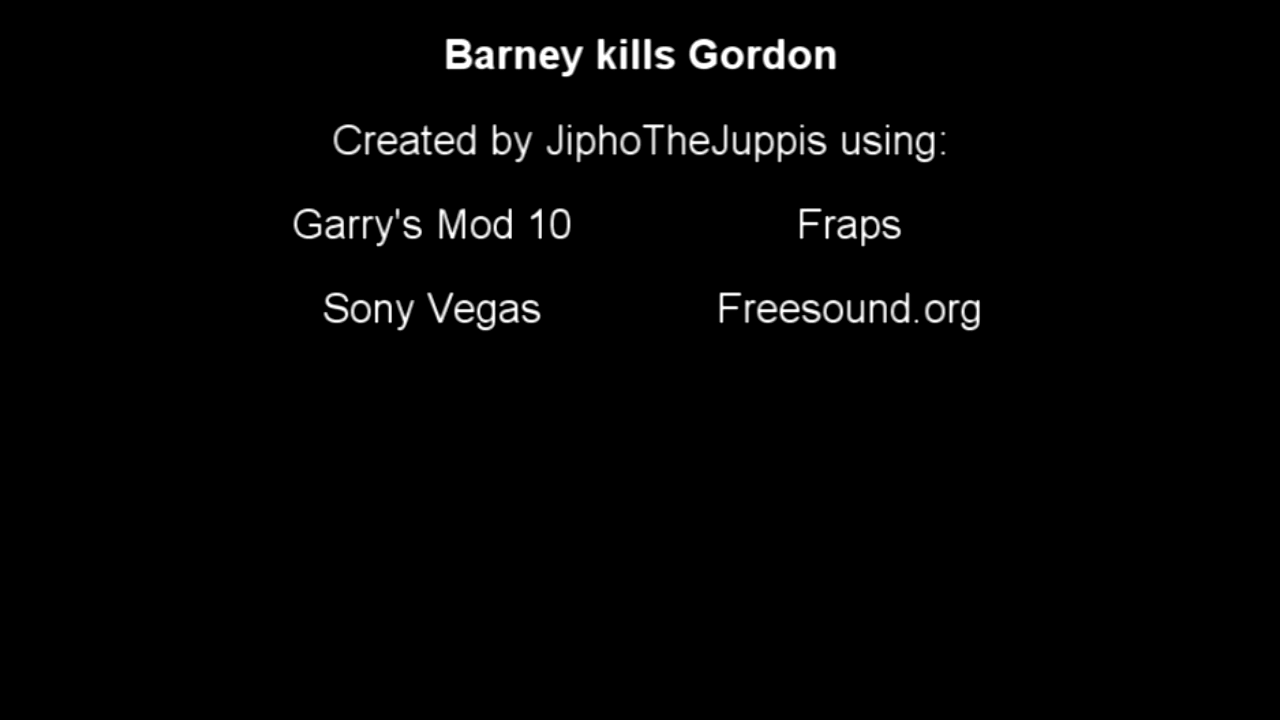 Barney kills Gordon
Created by JiphoTheJuppis using:
Garry's Mod 10 Fraps
Sony Vegas Freesound.org